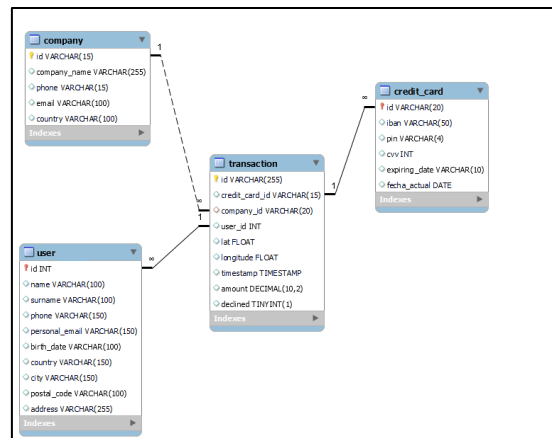 company
id VARCHAR(15)
company_name VARCHAR(255)
phone VARCHAR(15)
email VARCHAR(100)
country VARCHAR(100)
Indexes
1
∞
credit_card
id VARCHAR(20)
iban VARCHAR(50)
pin VARCHAR(4)
cvv INT
expiring_date VARCHAR(10)
fecha_actual DATE
Indexes
∞
1
transaction
id VARCHAR(255)
credit_card_id VARCHAR(15)
company_id VARCHAR(20)
user_id INT
lat FLOAT
longitude FLOAT
timestamp TIMESTAMP
amount DECIMAL(10,2)
declined TINYINT(1)
Indexes
1
∞
user
id INT
name VARCHAR(100)
surname VARCHAR(100)
phone VARCHAR(150)
personal_email VARCHAR(150)
birth_date VARCHAR(100)
country VARCHAR(150)
city VARCHAR(150)
postal_code VARCHAR(100)
address VARCHAR(255)
Indexes